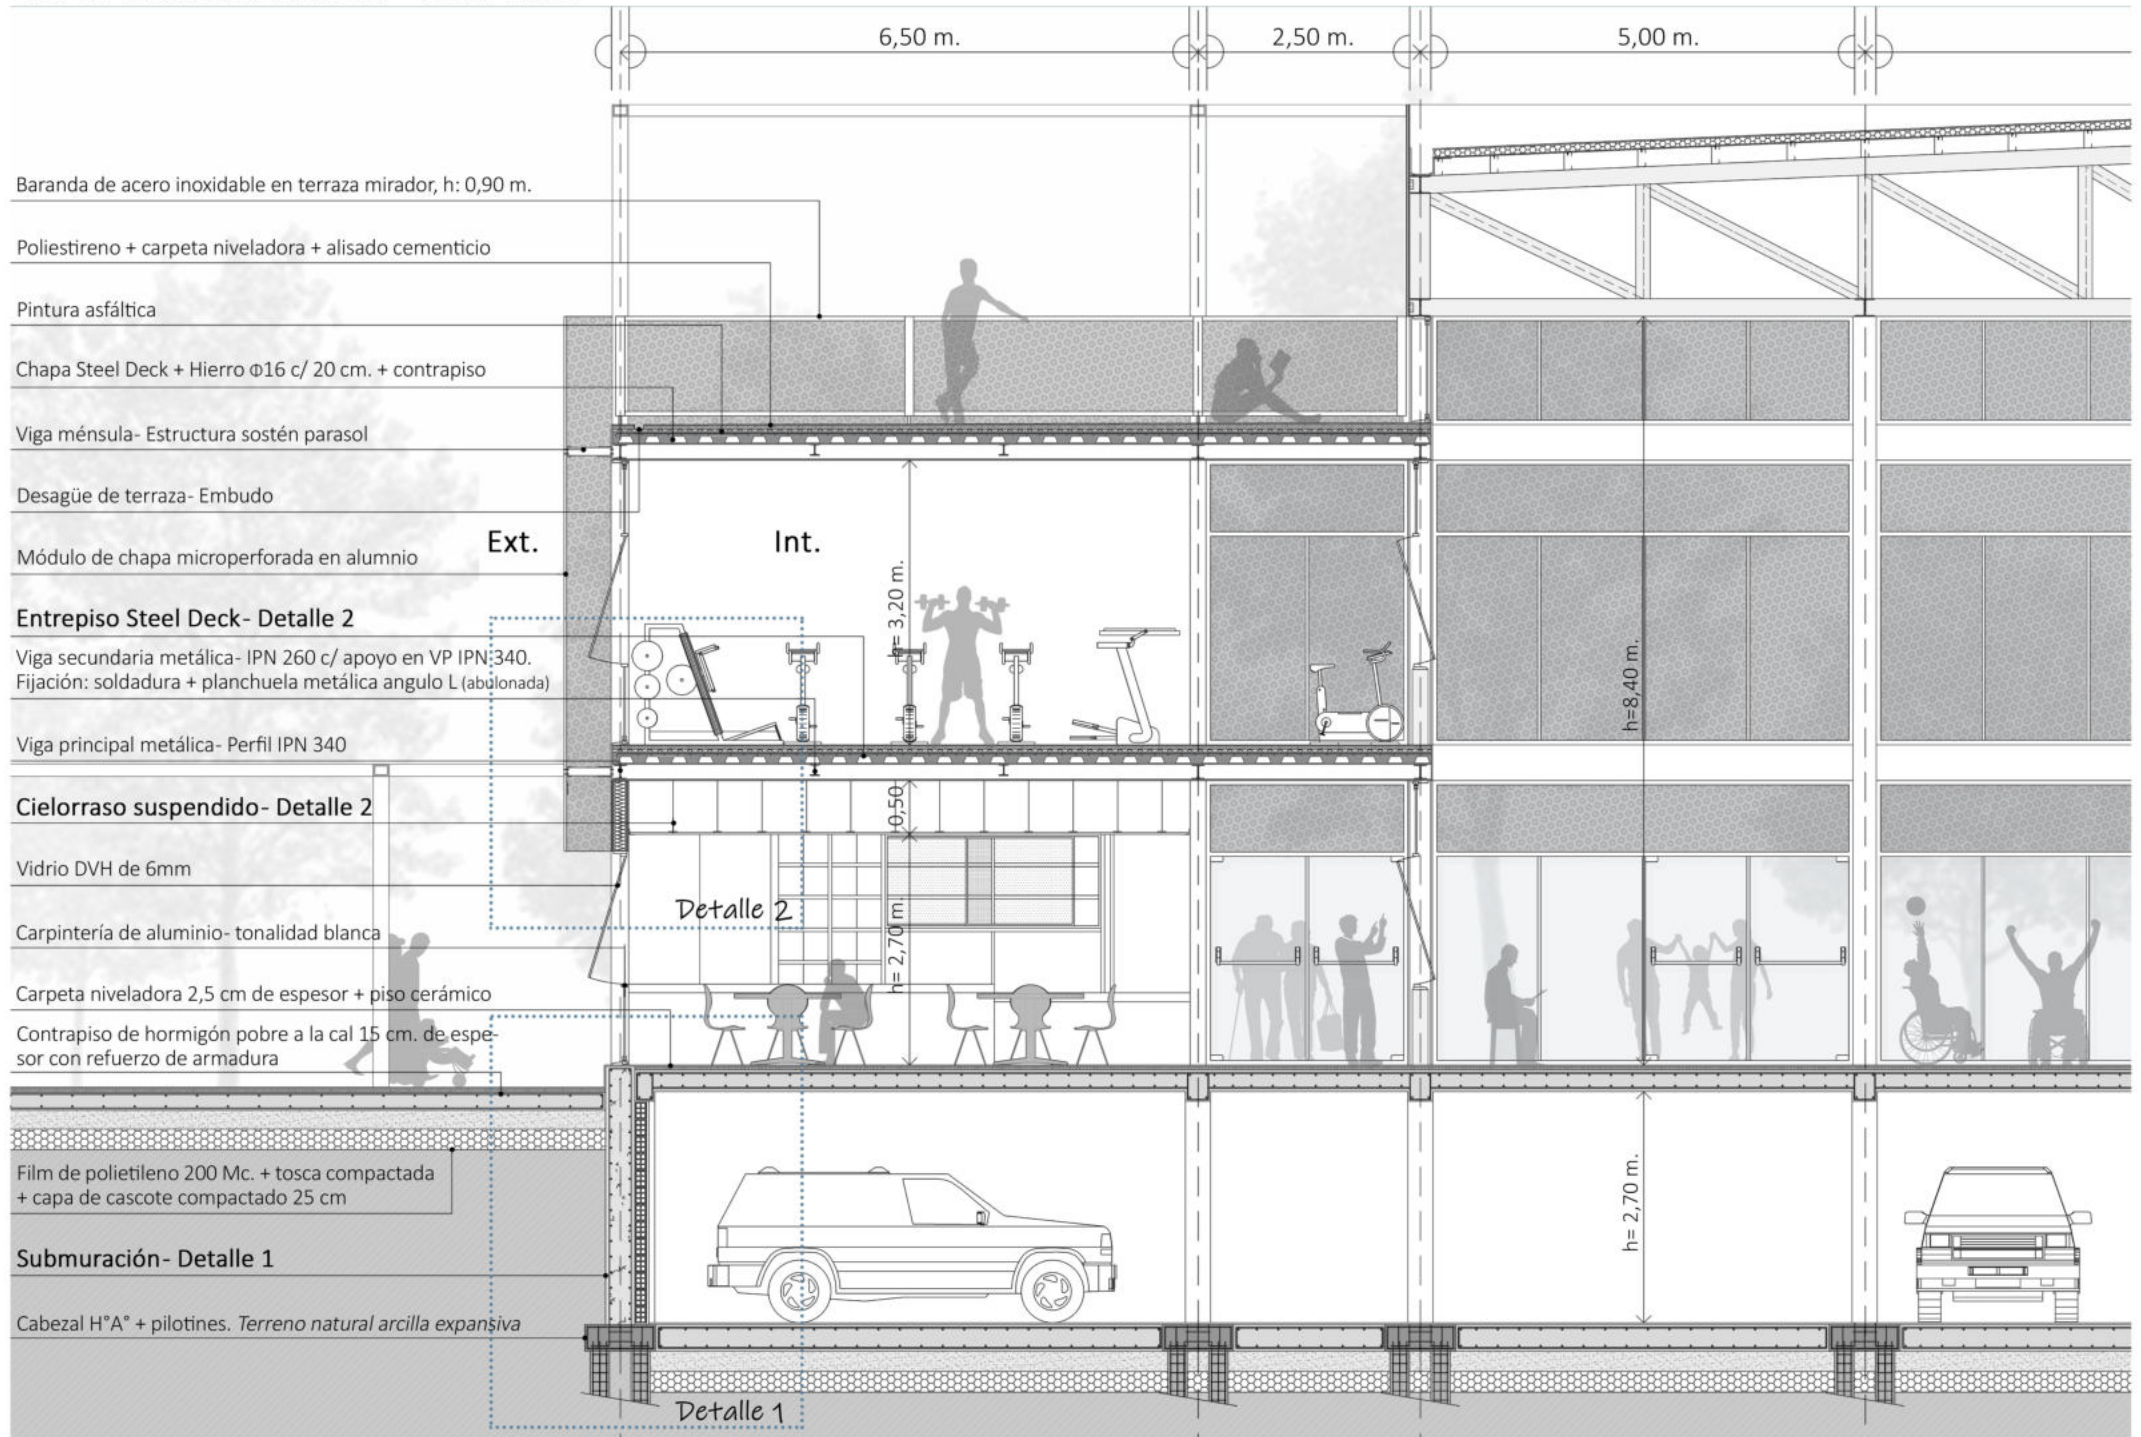 6,50 m.
2,50 m.
5,00 m.
Baranda de acero inoxidable en terraza mirador, h: 0,90 m.
Poliestireno + carpeta niveladora + alisado cementicio
Pintura asfáltica
Chapa Steel Deck + Hierro Φ16 c/ 20 cm. + contrapiso
Viga ménsula- Estructura sostén parasol
Desagüe de terraza- Embudo
Ext.
Int.
Módulo de chapa microperforada en alumnio
h= 3,20 m.
Entrepiso Steel Deck- Detalle 2
Viga secundaria metálica- IPN 260 c/ apoyo en VP IPN 340.
Fijación: soldadura + planchuela metálica angulo L (abulonada)
h=8,40 m.
Viga principal metálica- Perfil IPN 340
Cielorraso suspendido- Detalle 2
0,50
Vidrio DVH de 6mm
Detalle 2
h= 2,70 m.
Carpintería de aluminio- tonalidad blanca
Carpeta niveladora 2,5 cm de espesor + piso cerámico
Contrapiso de hormigón pobre a la cal 15 cm. de espe-
sor con refuerzo de armadura
Film de polietileno 200 Mc. + tosca compactada
+ capa de cascote compactado 25 cm
h= 2,70 m.
Submuración- Detalle 1
Cabezal H°A° + pilotines. Terreno natural arcilla expansiva
Detalle 1